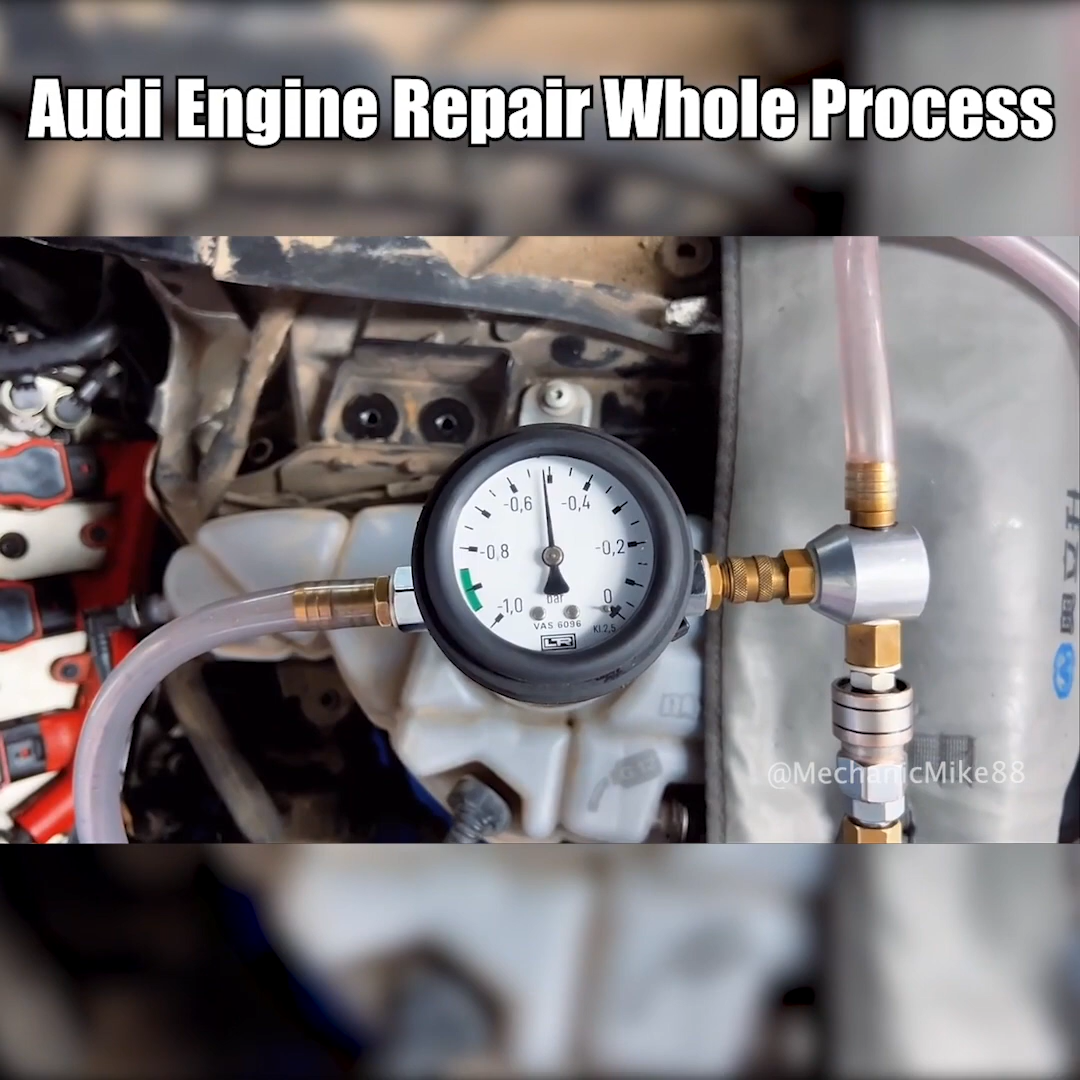 Audi Engine Repair Whole Process
-0,6
-0,4
-0,8
-0,2
-1,0
bar
0
VAS 6096
Kl.2,5
@MechanicMike88